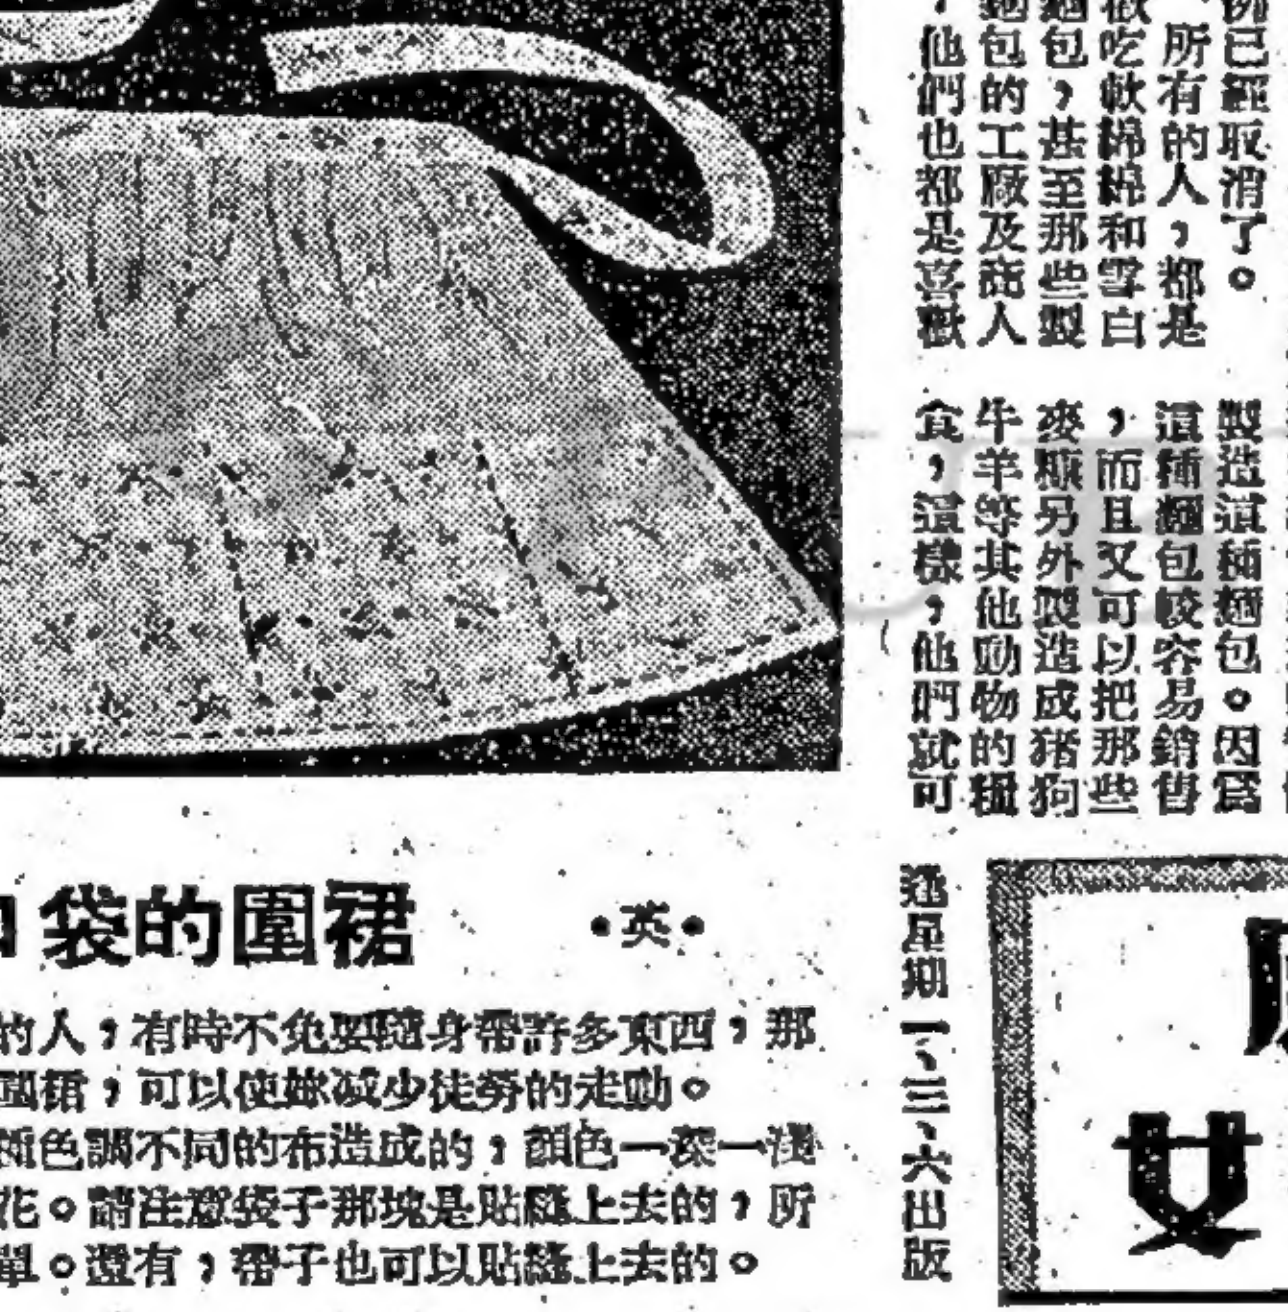 例已經取消了。
，所有的人，都是
歡吃軟棉棉和雪白
麵包，甚至那些製
麵包的工廠及商人
，他們也都是喜歡
製造這種麵包。因爲
這種麵包較容易銷售
，而且又可以把那些
麥糠另外製造成猪狗
牛羊等其他動物的糧
食，這樣，他們就可
袋的圍裙
•英•
的人，有時不免要隨身帶許多東西，那
圍裙，可以使妳減少徒勞的走動。
種色調不同的布造成的，顏色一深一淺
花。請注意袋子那塊是貼縫上去的，所
單。還有，帶子也可以貼縫上去的。
逢星期一、三、六出版
女